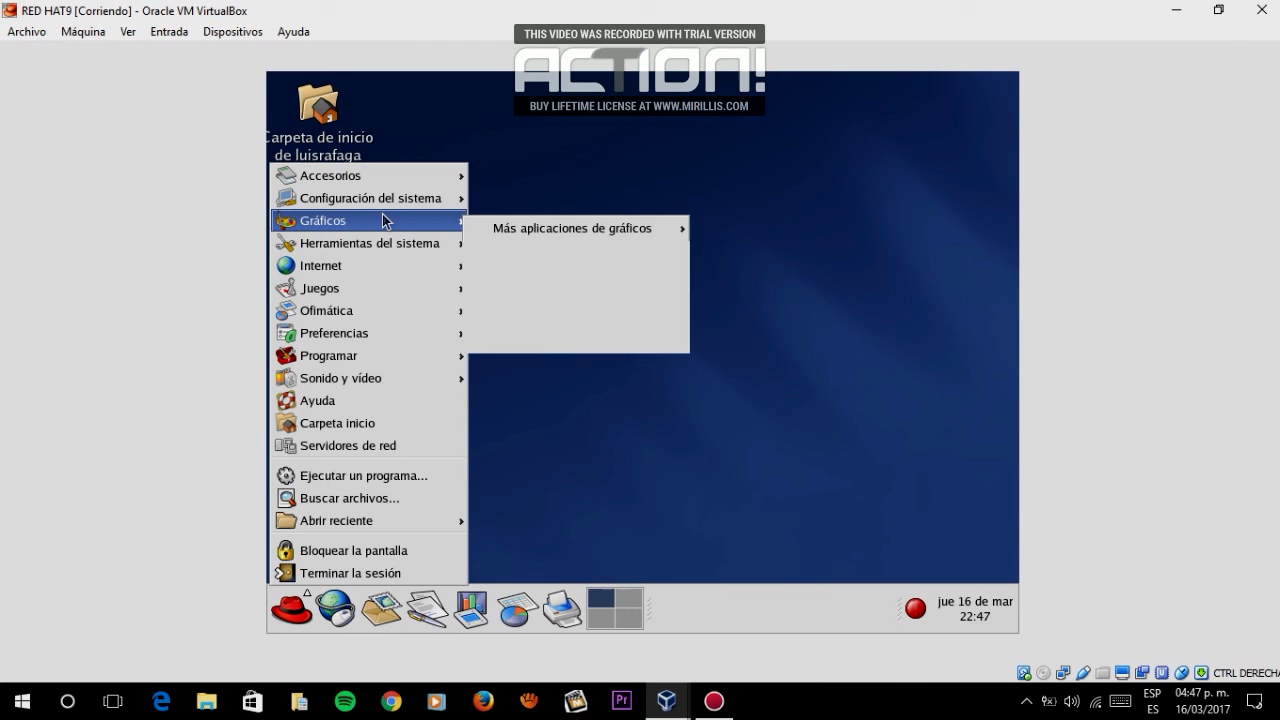 RED HAT9 [Corriendo] - Oracle VM VirtualBox
Archivo Máquina Ver Entrada Dispositivos Ayuda
THIS VIDEO WAS RECORDED WITH TRIAL VERSION
ACTION!
BUY LIFETIME LICENSE AT WWW.MIRILLIS.COM
Carpeta de inicio
de luisrafaga
Accesorios
Configuración del sistema
Gráficos
Más aplicaciones de gráficos
Herramientas del sistema
Internet
Juegos
Ofimática
Preferencias
Programar
Sonido y vídeo
Ayuda
Carpeta inicio
Servidores de red
Ejecutar un programa...
Buscar archivos...
Abrir reciente
Bloquear la pantalla
Terminar la sesión
jue 16 de mar
22:47
CTRL DERECHA
Pr
ESP
ES
04:47 p. m.
16/03/2017